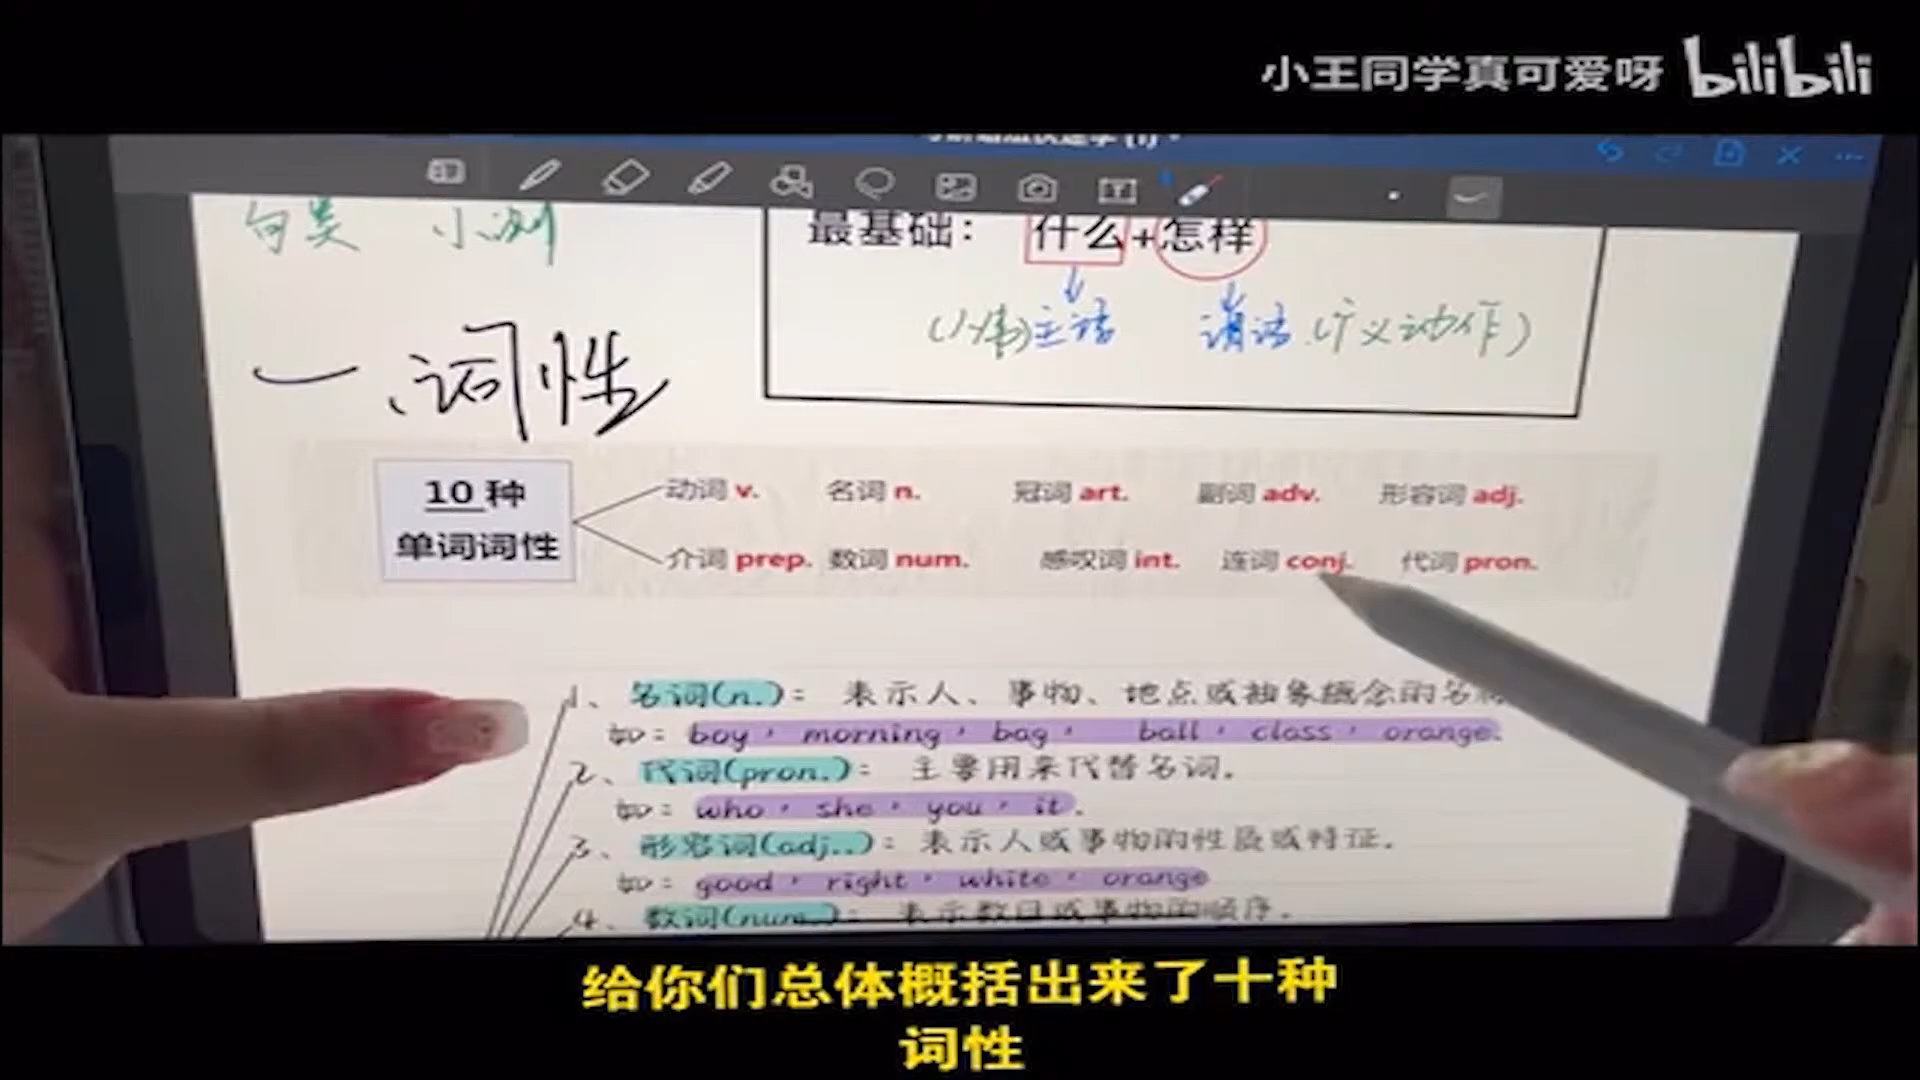 小王同学真可爱呀 bilibili
句类 小测
最基础： 什么+怎样
主语 谓语（广义动作）
一、词性
10种
单词词性
动词 v. 名词 n. 冠词 art. 副词 adv. 形容词 adj.
介词 prep. 数词 num. 感叹词 int. 连词 conj. 代词 pron.
1、名词(n.)： 表示人、事物、地点或抽象概念的名称
如：boy, morning, bag, ball, class, orange.
2、代词(pron.)： 主要用来代替名词.
如：who, she, you, it.
3、形容词(adj..)： 表示人或事物的性质或特征.
如：good, right, white, orange
4、数词(num.)： 表示数目或事物的顺序.
给你们总体概括出来了十种
词性